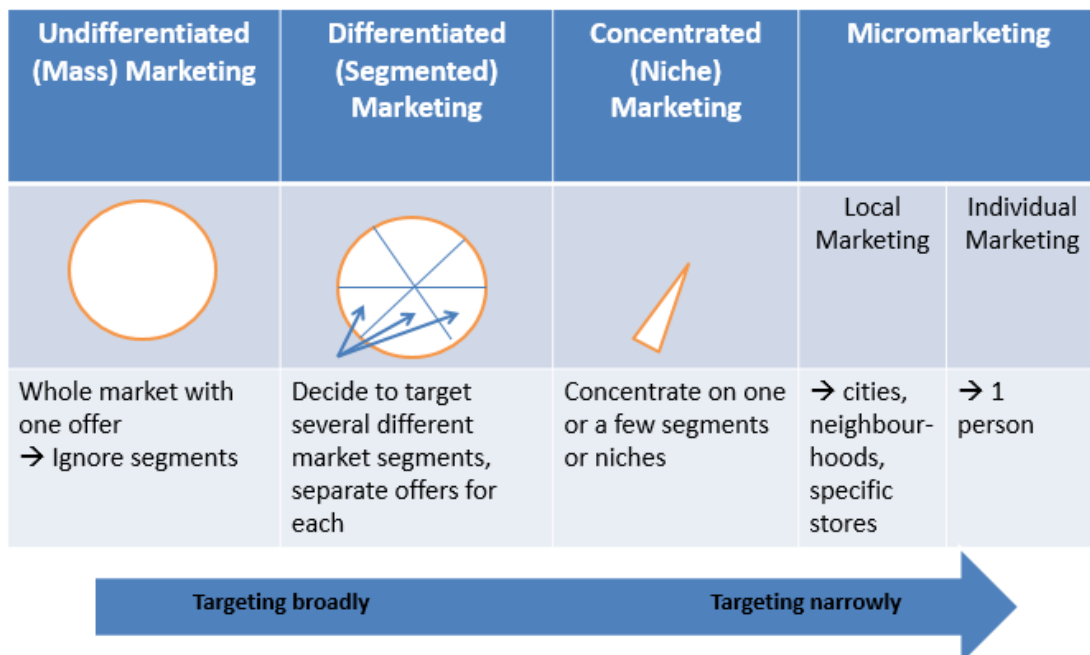 Undifferentiated
(Mass) Marketing
Differentiated
(Segmented)
Marketing
Concentrated
(Niche)
Marketing
Micromarketing
Local
Marketing
Individual
Marketing
Whole market with
one offer
→ Ignore segments
Decide to target
several different
market segments,
separate offers for
each
Concentrate on one
or a few segments
or niches
→ cities,
neighbour-
hoods,
specific
stores
→ 1
person
Targeting broadly
Targeting narrowly